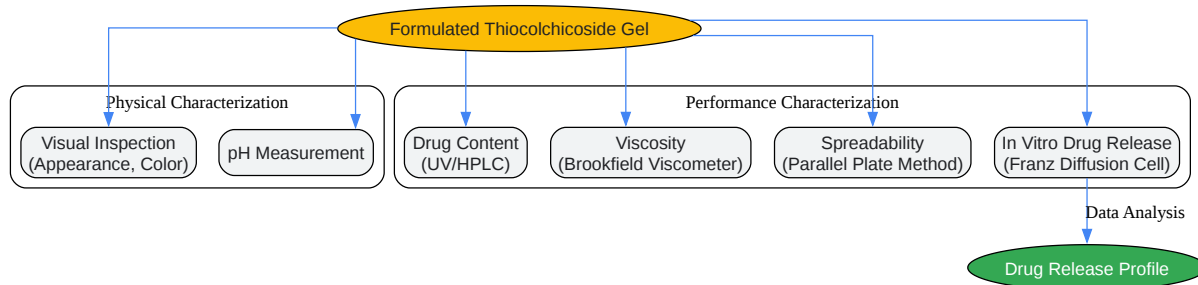 Formulated Thiocolchicoside Gel
Physical Characterization
Performance Characterization
Visual Inspection
(Appearance, Color)
pH Measurement
Drug Content
(UV/HPLC)
Viscosity
(Brookfield Viscometer)
Spreadability
(Parallel Plate Method)
In Vitro Drug Release
(Franz Diffusion Cell)
Data Analysis
Drug Release Profile